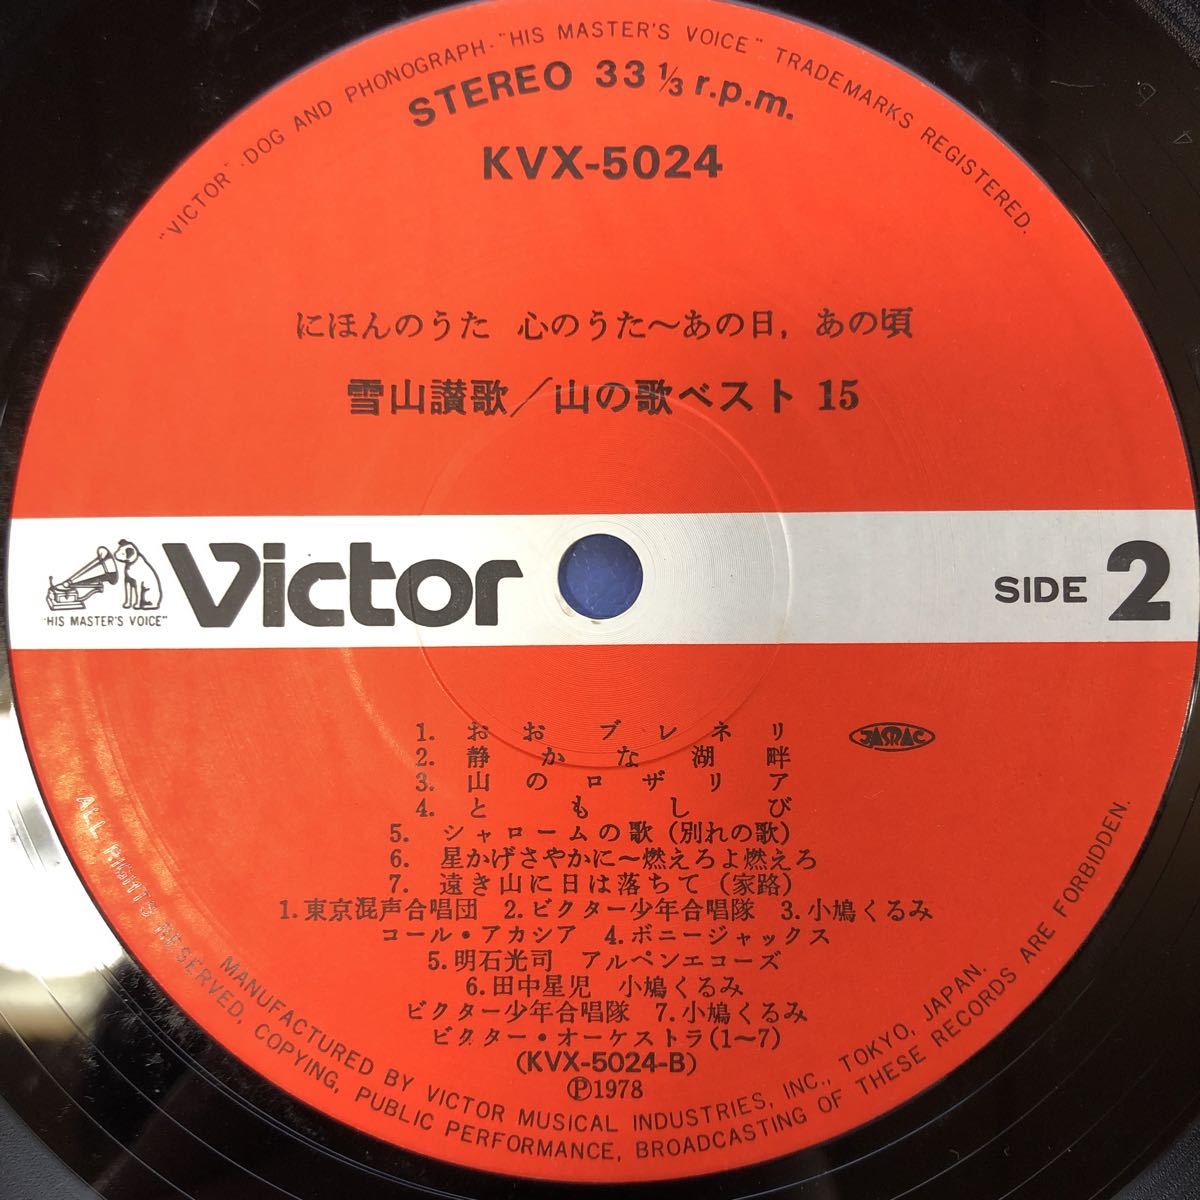 "VICTOR"-DOG AND PHONOGRAPH-"HIS MASTER'S VOICE" TRADEMARKS REGISTERED.
STEREO 33 1/3 r.p.m.
KVX-5024
にほんのうた 心のうた～あの日，あの頃
雪山讃歌／山の歌ベスト 15
"HIS MASTER'S VOICE"
Victor
SIDE 2
1. おおブレネリ
JASRAC
2. 静かな湖畔
3. 山のロザリア
4. ともしび
5. シャロームの歌（別れの歌）
6. 星かげさやかに～燃えろよ燃えろ
7. 遠き山に日は落ちて（家路）
1.東京混声合唱団 2.ビクター少年合唱隊 3.小鳩くるみ
コール・アカシア 4.ボニージャックス
5.明石光司 アルペンエコーズ
6.田中星児 小鳩くるみ
ビクター少年合唱隊 7.小鳩くるみ
ビクター・オーケストラ(1～7)
(KVX-5024-B)
Ⓟ1978
MANUFACTURED BY VICTOR MUSICAL INDUSTRIES, INC., TOKYO, JAPAN.
ALL RIGHTS RESERVED, COPYING, PUBLIC PERFORMANCE, BROADCASTING OF THESE RECORDS ARE FORBIDDEN.